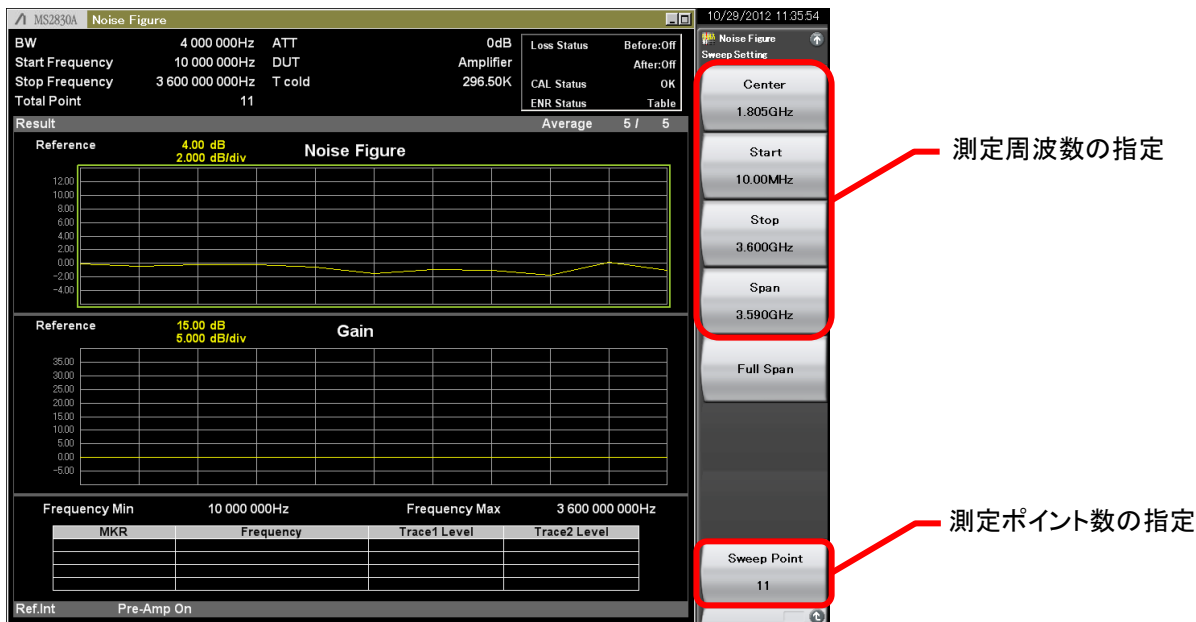 MS2830A Noise Figure
10/29/2012 11:35:54
BW 4 000 000Hz ATT 0dB
Start Frequency 10 000 000Hz DUT Amplifier
Stop Frequency 3 600 000 000Hz T cold 296.50K
Total Point 11
Loss Status Before:Off
After:Off
CAL Status OK
ENR Status Table
Result Average 5 / 5
Reference 4.00 dB
2.000 dB/div
Noise Figure
12.00
10.00
8.00
6.00
4.00
2.00
0.00
-2.00
-4.00
Reference 15.00 dB
5.000 dB/div
Gain
35.00
30.00
25.00
20.00
15.00
10.00
5.00
0.00
-5.00
Frequency Min 10 000 000Hz Frequency Max 3 600 000 000Hz
MKR Frequency Trace1 Level Trace2 Level
Ref.Int Pre-Amp On
Noise Figure
Sweep Setting
Center
1.805GHz
Start
10.00MHz
Stop
3.600GHz
Span
3.590GHz
Full Span
Sweep Point
11
測定周波数の指定
測定ポイント数の指定